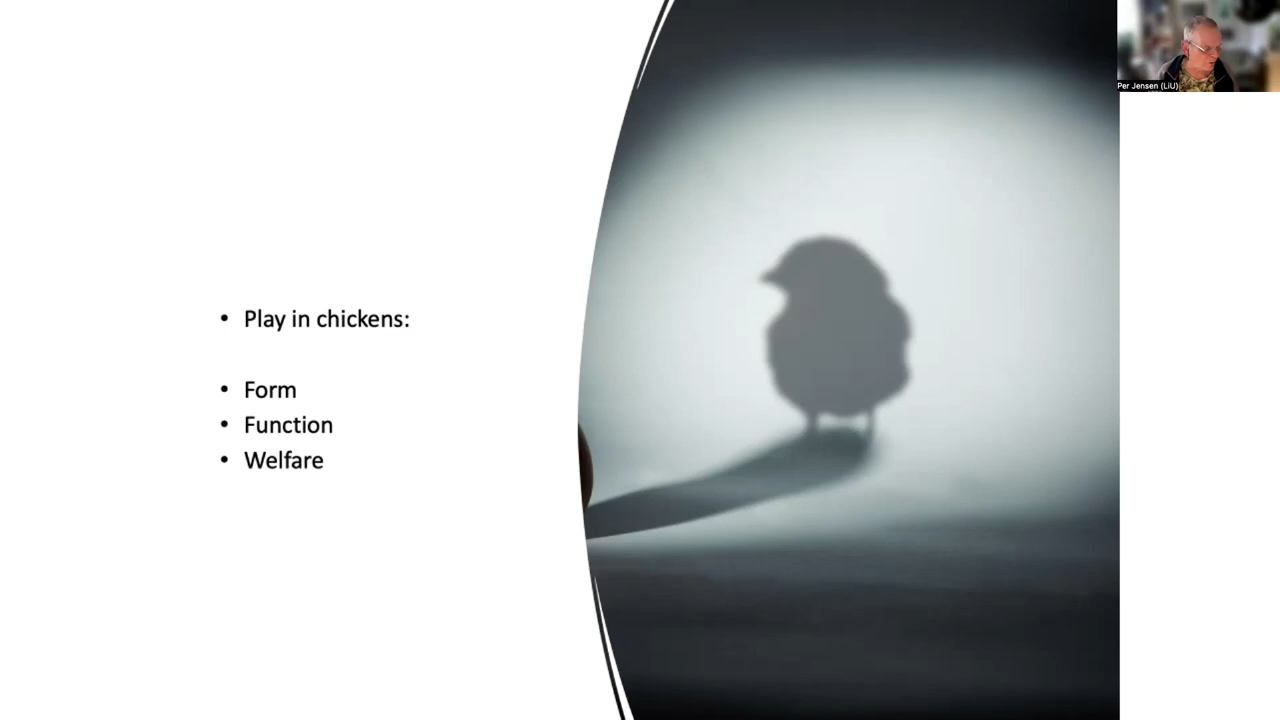 Per Jensen (LiU)
• Play in chickens:
• Form
• Function
• Welfare